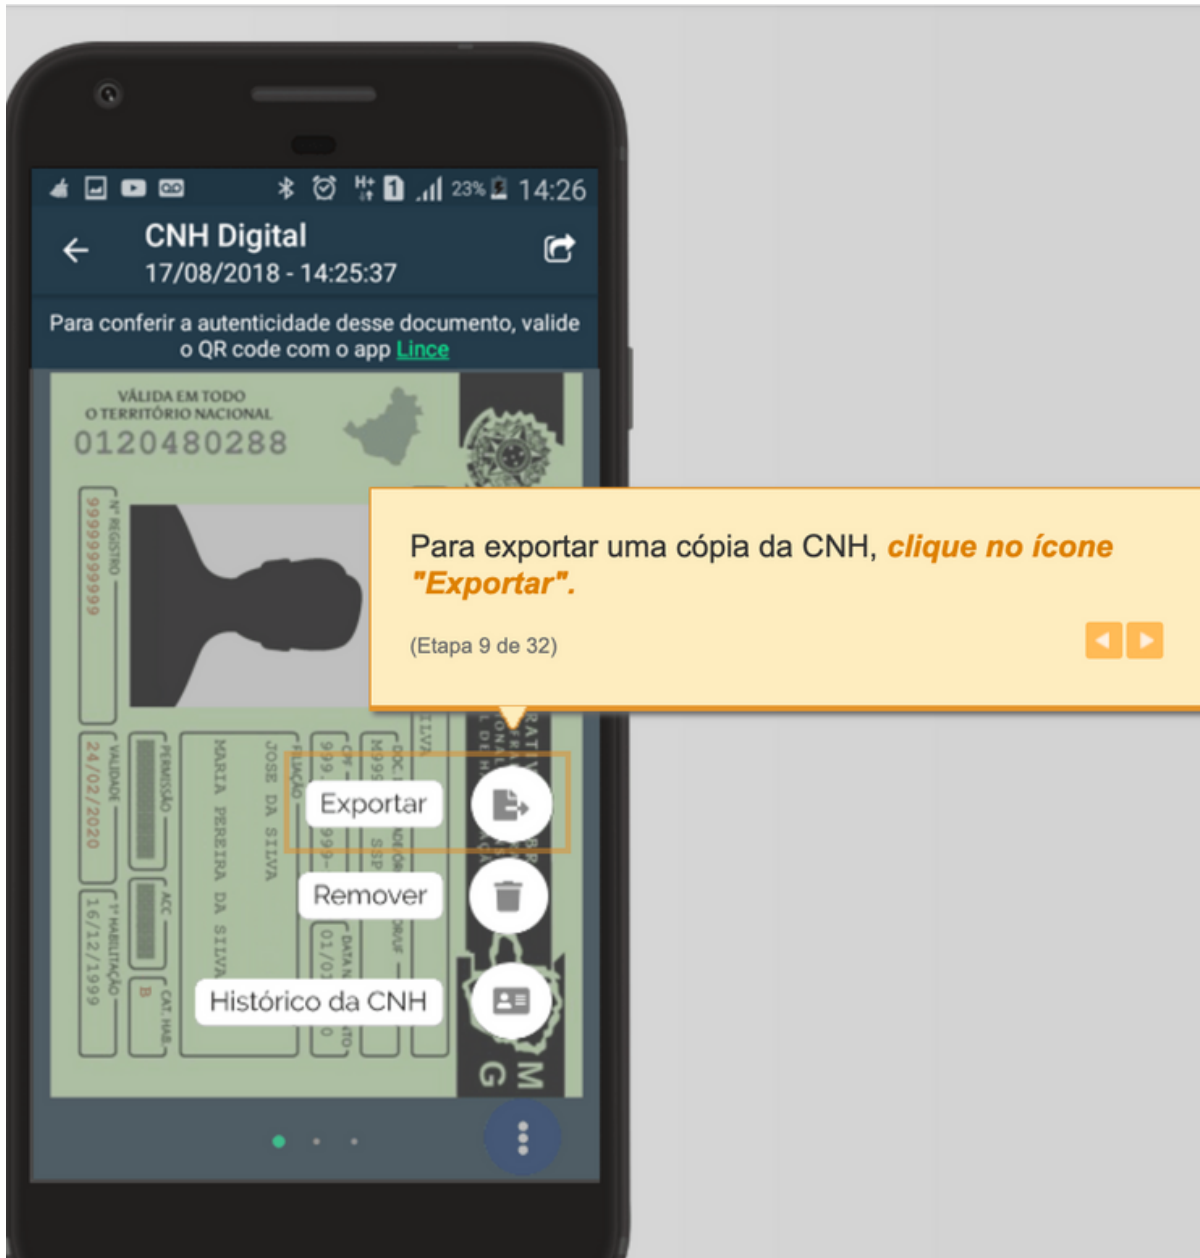 23% 14:26
CNH Digital
17/08/2018 - 14:25:37
Para conferir a autenticidade desse documento, valide
o QR code com o app Lince
VÁLIDA EM TODO
O TERRITÓRIO NACIONAL
0120480288
Nº REGISTRO
99999999999
Para exportar uma cópia da CNH, clique no ícone
"Exportar".
(Etapa 9 de 32)
VALIDADE
24/02/2020
1ª HABILITAÇÃO
16/12/1999
PERMISSÃO
ACC
CAT. HAB.
B
FILIAÇÃO
JOSE DA SILVA
MARIA PEREIRA DA SILVA
CPF
SSP
Exportar
Remover
Histórico da CNH
M
G